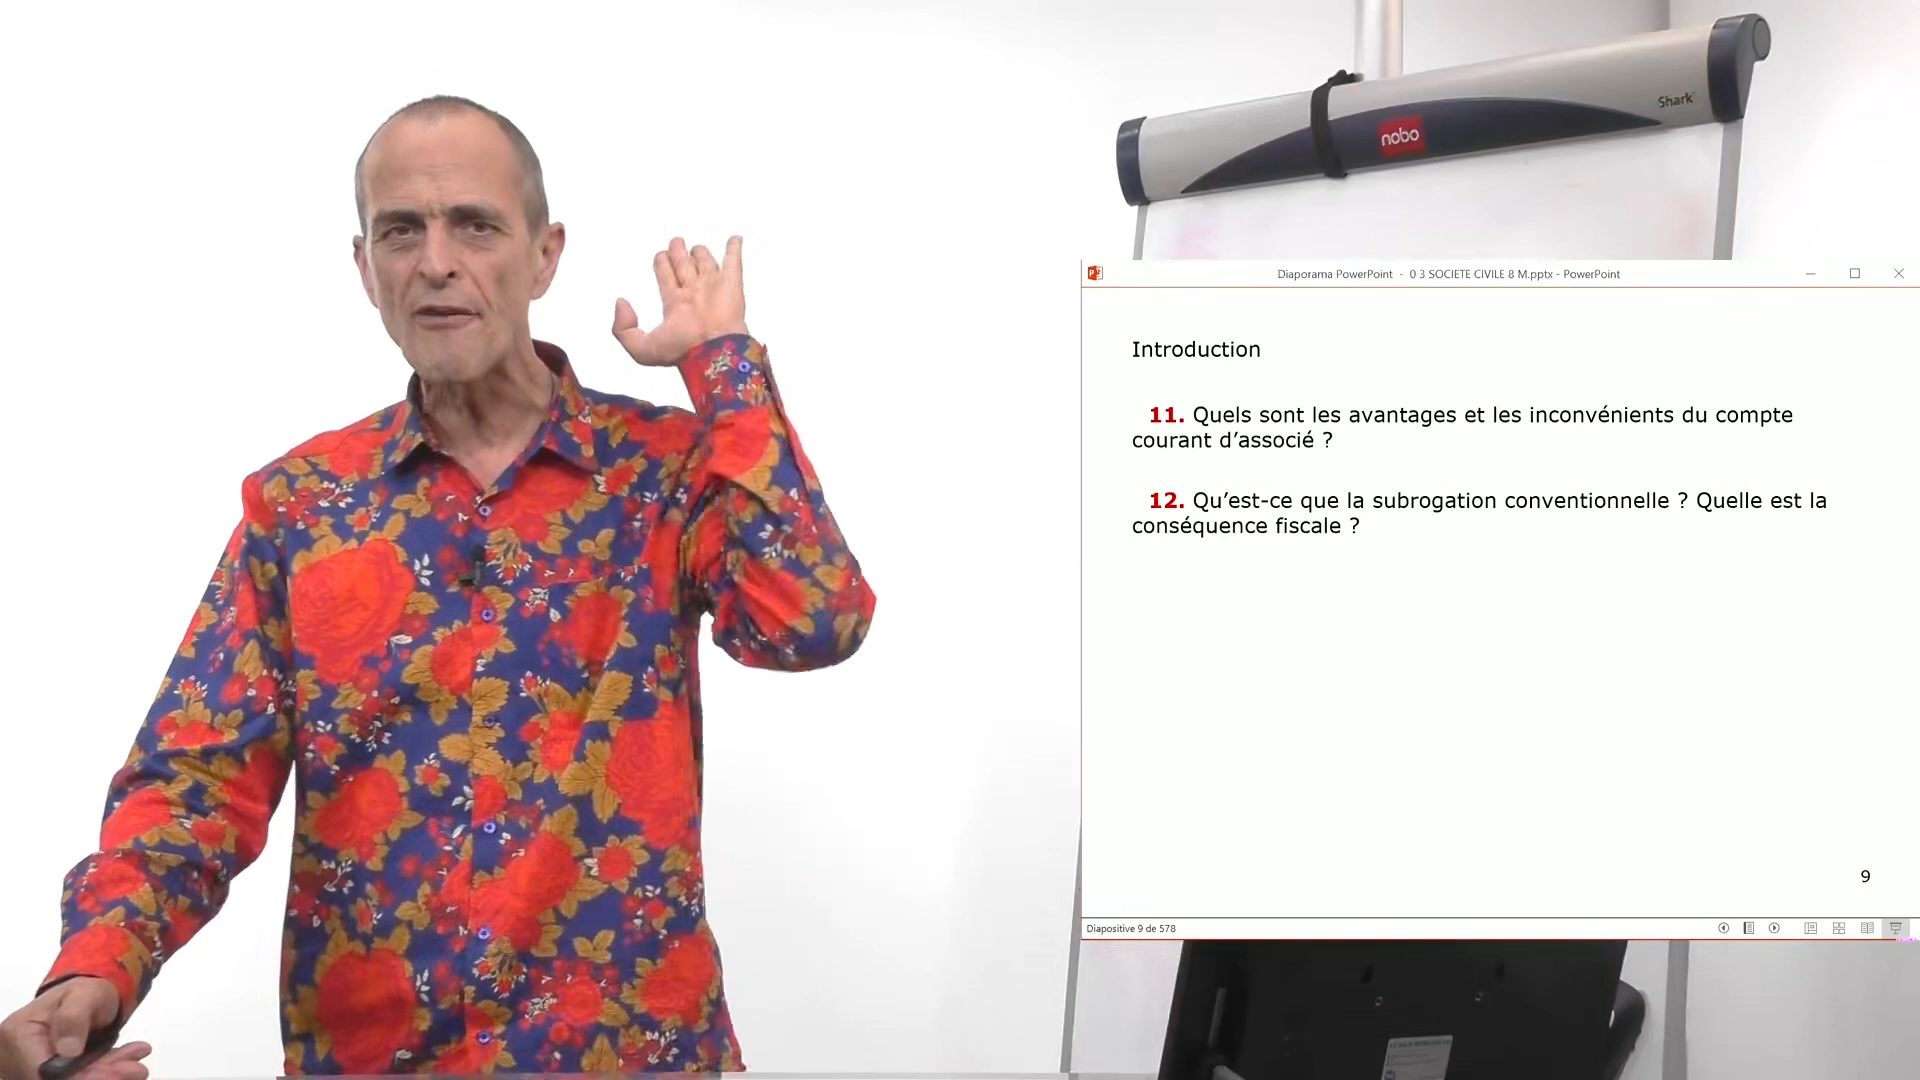 Shark
nobo
Diaporama PowerPoint - 0 3 SOCIETE CIVILE 8 M.pptx - PowerPoint
Introduction
11. Quels sont les avantages et les inconvénients du compte
courant d’associé ?
12. Qu’est-ce que la subrogation conventionnelle ? Quelle est la
conséquence fiscale ?
9
Diapositive 9 de 578